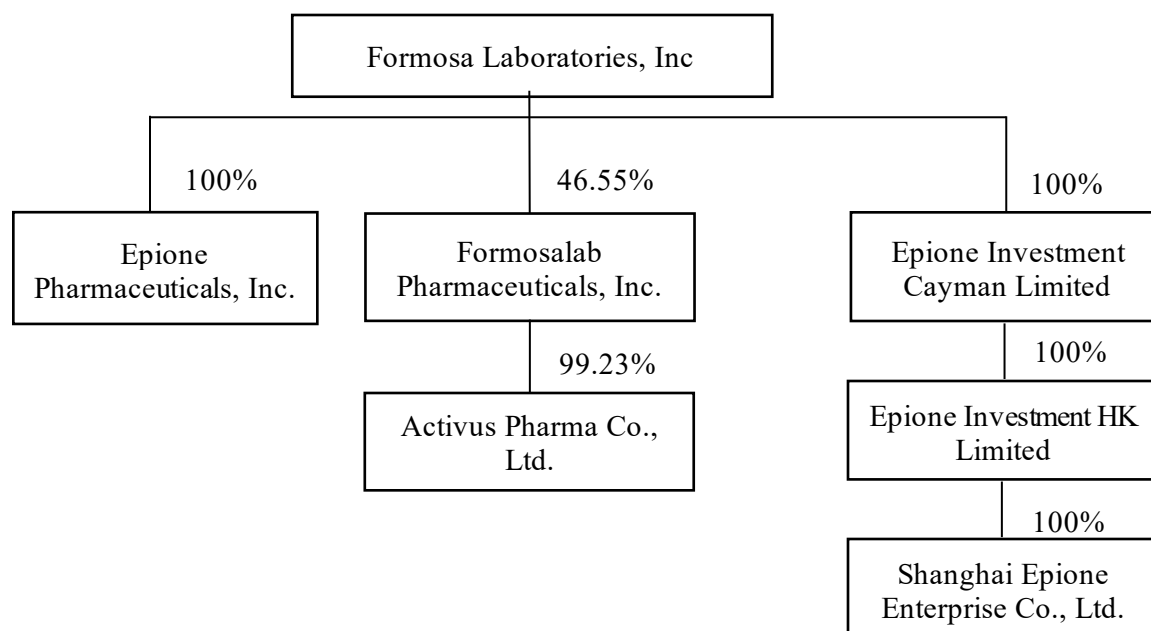 Formosa Laboratories, Inc
100%
46.55%
100%
Epione
Pharmaceuticals, Inc.
Formosalab
Pharmaceuticals, Inc.
Epione Investment
Cayman Limited
99.23%
100%
Activus Pharma Co.,
Ltd.
Epione Investment HK
Limited
100%
Shanghai Epione
Enterprise Co., Ltd.